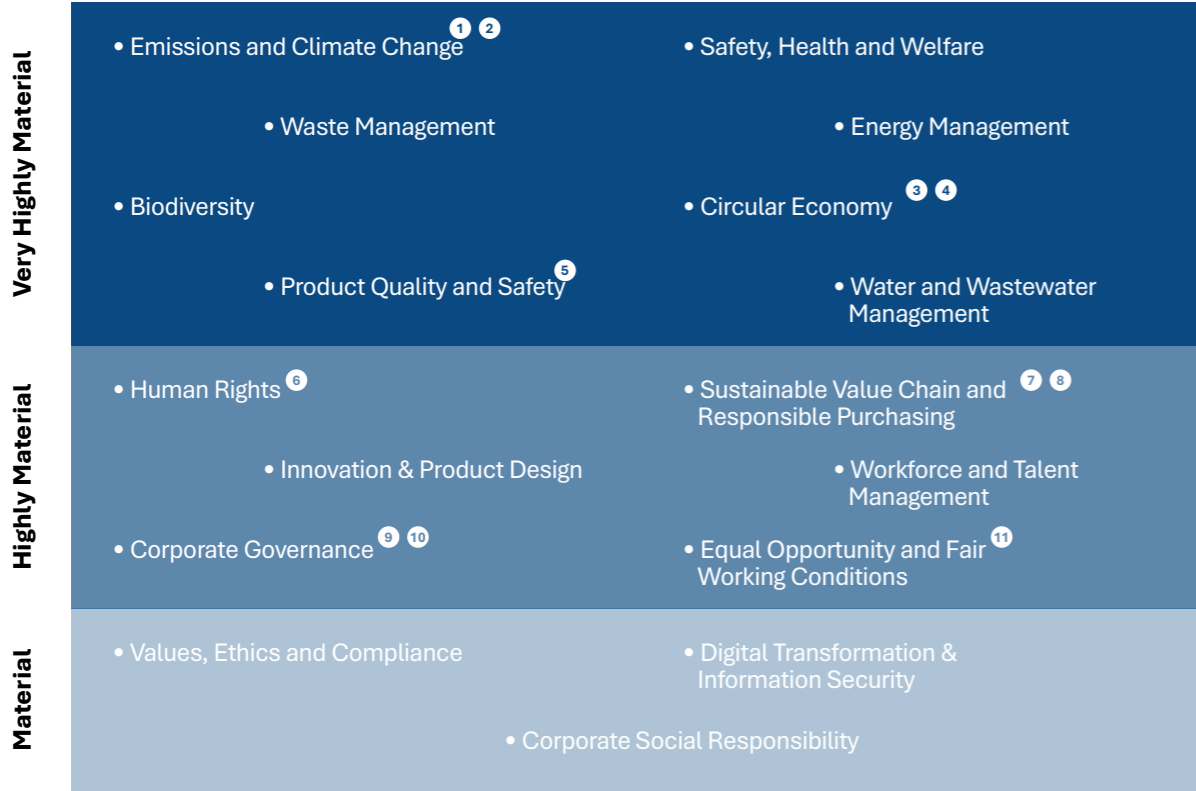 Very Highly Material
• Emissions and Climate Change 1 2
• Safety, Health and Welfare
• Waste Management
• Energy Management
• Biodiversity
• Circular Economy 3 4
• Product Quality and Safety 5
• Water and Wastewater
Management
Highly Material
• Human Rights 6
• Sustainable Value Chain and 7 8
Responsible Purchasing
• Innovation & Product Design
• Workforce and Talent
Management
• Corporate Governance 9 10
• Equal Opportunity and Fair 11
Working Conditions
Material
• Values, Ethics and Compliance
• Digital Transformation &
Information Security
• Corporate Social Responsibility